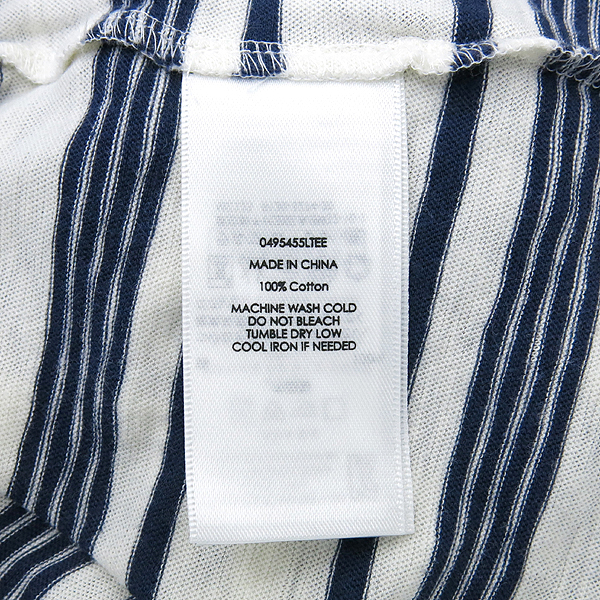 0495455LTEE
MADE IN CHINA
100% Cotton
MACHINE WASH COLD
DO NOT BLEACH
TUMBLE DRY LOW
COOL IRON IF NEEDED